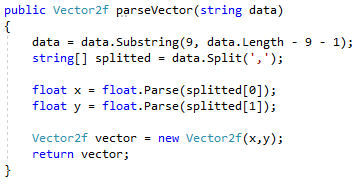 public Vector2f parseVector(string data)
{
data = data.Substring(9, data.Length - 9 - 1);
string[] splitted = data.Split(',');
float x = float.Parse(splitted[0]);
float y = float.Parse(splitted[1]);
Vector2f vector = new Vector2f(x,y);
return vector;
}